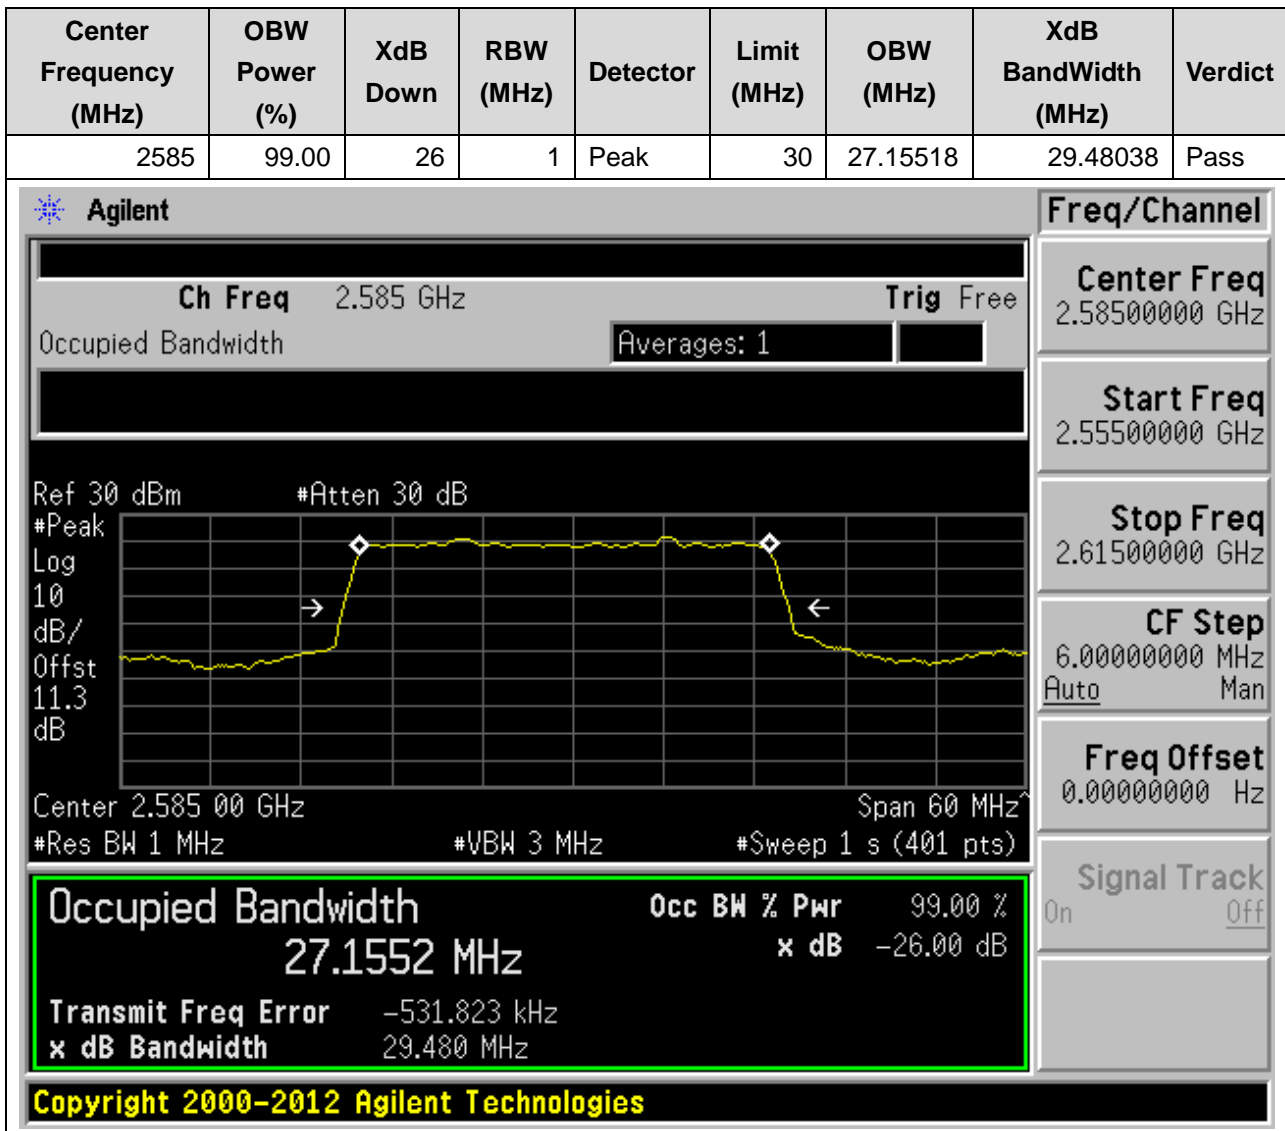 Center Frequency (MHz) OBW Power (%) XdB Down RBW (MHz) Detector Limit (MHz) OBW (MHz) XdB BandWidth (MHz) Verdict
2585 99.00 26 1 Peak 30 27.15518 29.48038 Pass
Agilent
Freq/Channel
Ch Freq 2.585 GHz Trig Free
Occupied Bandwidth Averages: 1
Center Freq
2.58500000 GHz
Start Freq
2.55500000 GHz
Stop Freq
2.61500000 GHz
CF Step
6.00000000 MHz
Auto Man
Freq Offset
0.00000000 Hz
Signal Track
On Off
Ref 30 dBm #Atten 30 dB
#Peak
Log
10
dB/
Offst
11.3
dB
Center 2.585 00 GHz Span 60 MHz^
#Res BW 1 MHz #VBW 3 MHz #Sweep 1 s (401 pts)
Occupied Bandwidth Occ BW % Pwr 99.00 %
27.1552 MHz x dB -26.00 dB
Transmit Freq Error -531.823 kHz
x dB Bandwidth 29.480 MHz
Copyright 2000-2012 Agilent Technologies